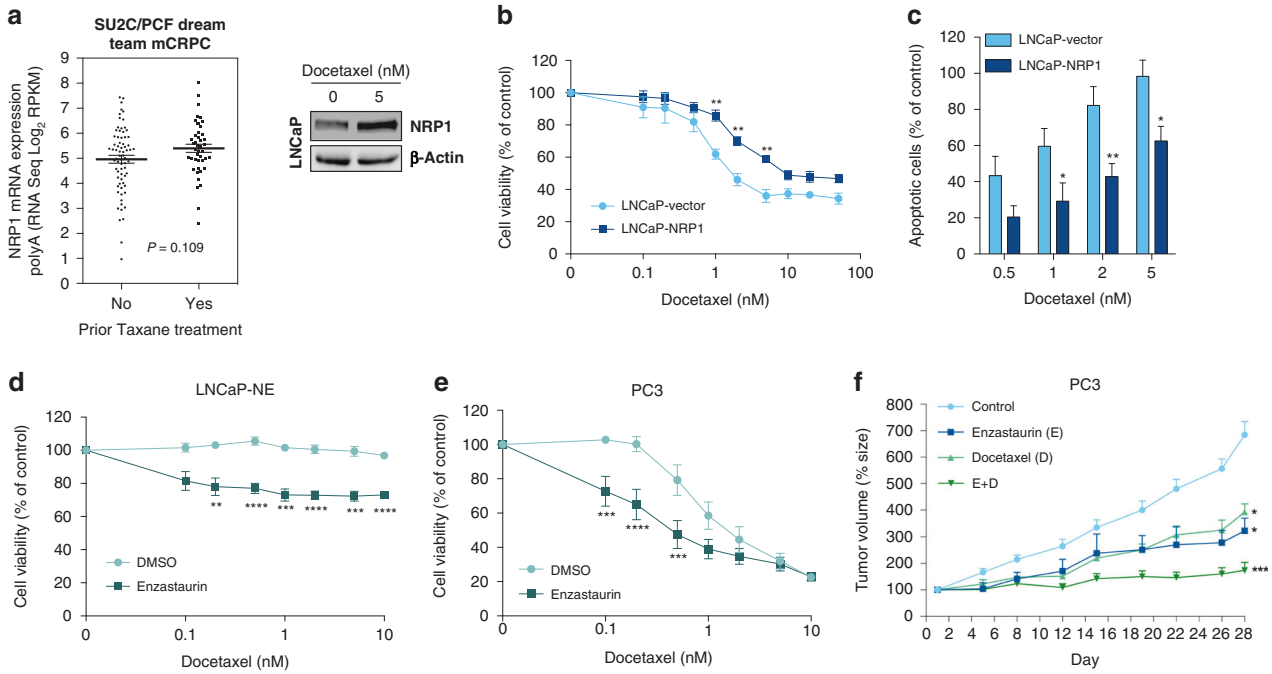 a
SU2C/PCF dream
team mCRPC
NRP1 mRNA expression
polyA (RNA Seq Log2 RPKM)
9
8
7
6
5
4
3
2
1
0
P = 0.109
No Yes
Prior Taxane treatment
Docetaxel (nM)
0 5
LNCaP
NRP1
β-Actin
b
Cell viability (% of control)
120
100
80
60
40
20
0
** ** **
LNCaP-vector
LNCaP-NRP1
0 0.1 1 10 100
Docetaxel (nM)
c
Apoptotic cells (% of control)
120
100
80
60
40
20
0
LNCaP-vector
LNCaP-NRP1
* ** *
0.5 1 2 5
Docetaxel (nM)
d
LNCaP-NE
Cell viability (% of control)
120
100
80
60
40
20
0
** **** *** **** *** ****
DMSO
Enzastaurin
0 0.1 1 10
Docetaxel (nM)
e
PC3
Cell viability (% of control)
120
100
80
60
40
20
0
*** **** ***
DMSO
Enzastaurin
0 0.1 1 10
Docetaxel (nM)
f
PC3
Tumor volume (% size)
800
700
600
500
400
300
200
100
0
Control
Enzastaurin (E)
Docetaxel (D)
E+D
*
*
***
0 2 4 6 8 10 12 14 16 18 20 22 24 26 28
Day